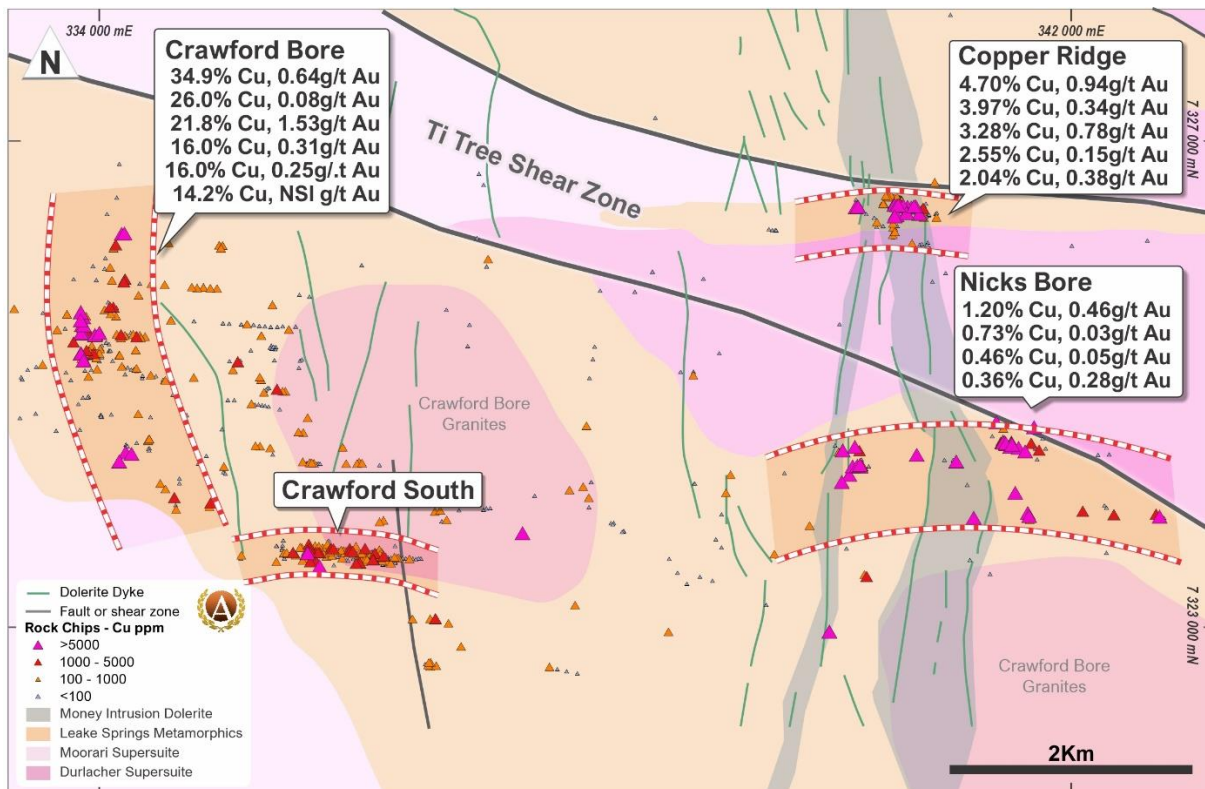 334 000 mE
342 000 mE
N
Crawford Bore
34.9% Cu, 0.64g/t Au
26.0% Cu, 0.08g/t Au
21.8% Cu, 1.53g/t Au
16.0% Cu, 0.31g/t Au
16.0% Cu, 0.25g/.t Au
14.2% Cu, NSI g/t Au
Copper Ridge
4.70% Cu, 0.94g/t Au
3.97% Cu, 0.34g/t Au
3.28% Cu, 0.78g/t Au
2.55% Cu, 0.15g/t Au
2.04% Cu, 0.38g/t Au
7 327 000 mN
Ti Tree Shear Zone
Nicks Bore
1.20% Cu, 0.46g/t Au
0.73% Cu, 0.03g/t Au
0.46% Cu, 0.05g/t Au
0.36% Cu, 0.28g/t Au
Crawford Bore
Granites
Crawford South
7 323 000 mN
Crawford Bore
Granites
Dolerite Dyke
Fault or shear zone
A
Rock Chips - Cu ppm
>5000
1000 - 5000
100 - 1000
<100
Money Intrusion Dolerite
Leake Springs Metamorphics
Moorari Supersuite
Durlacher Supersuite
2Km